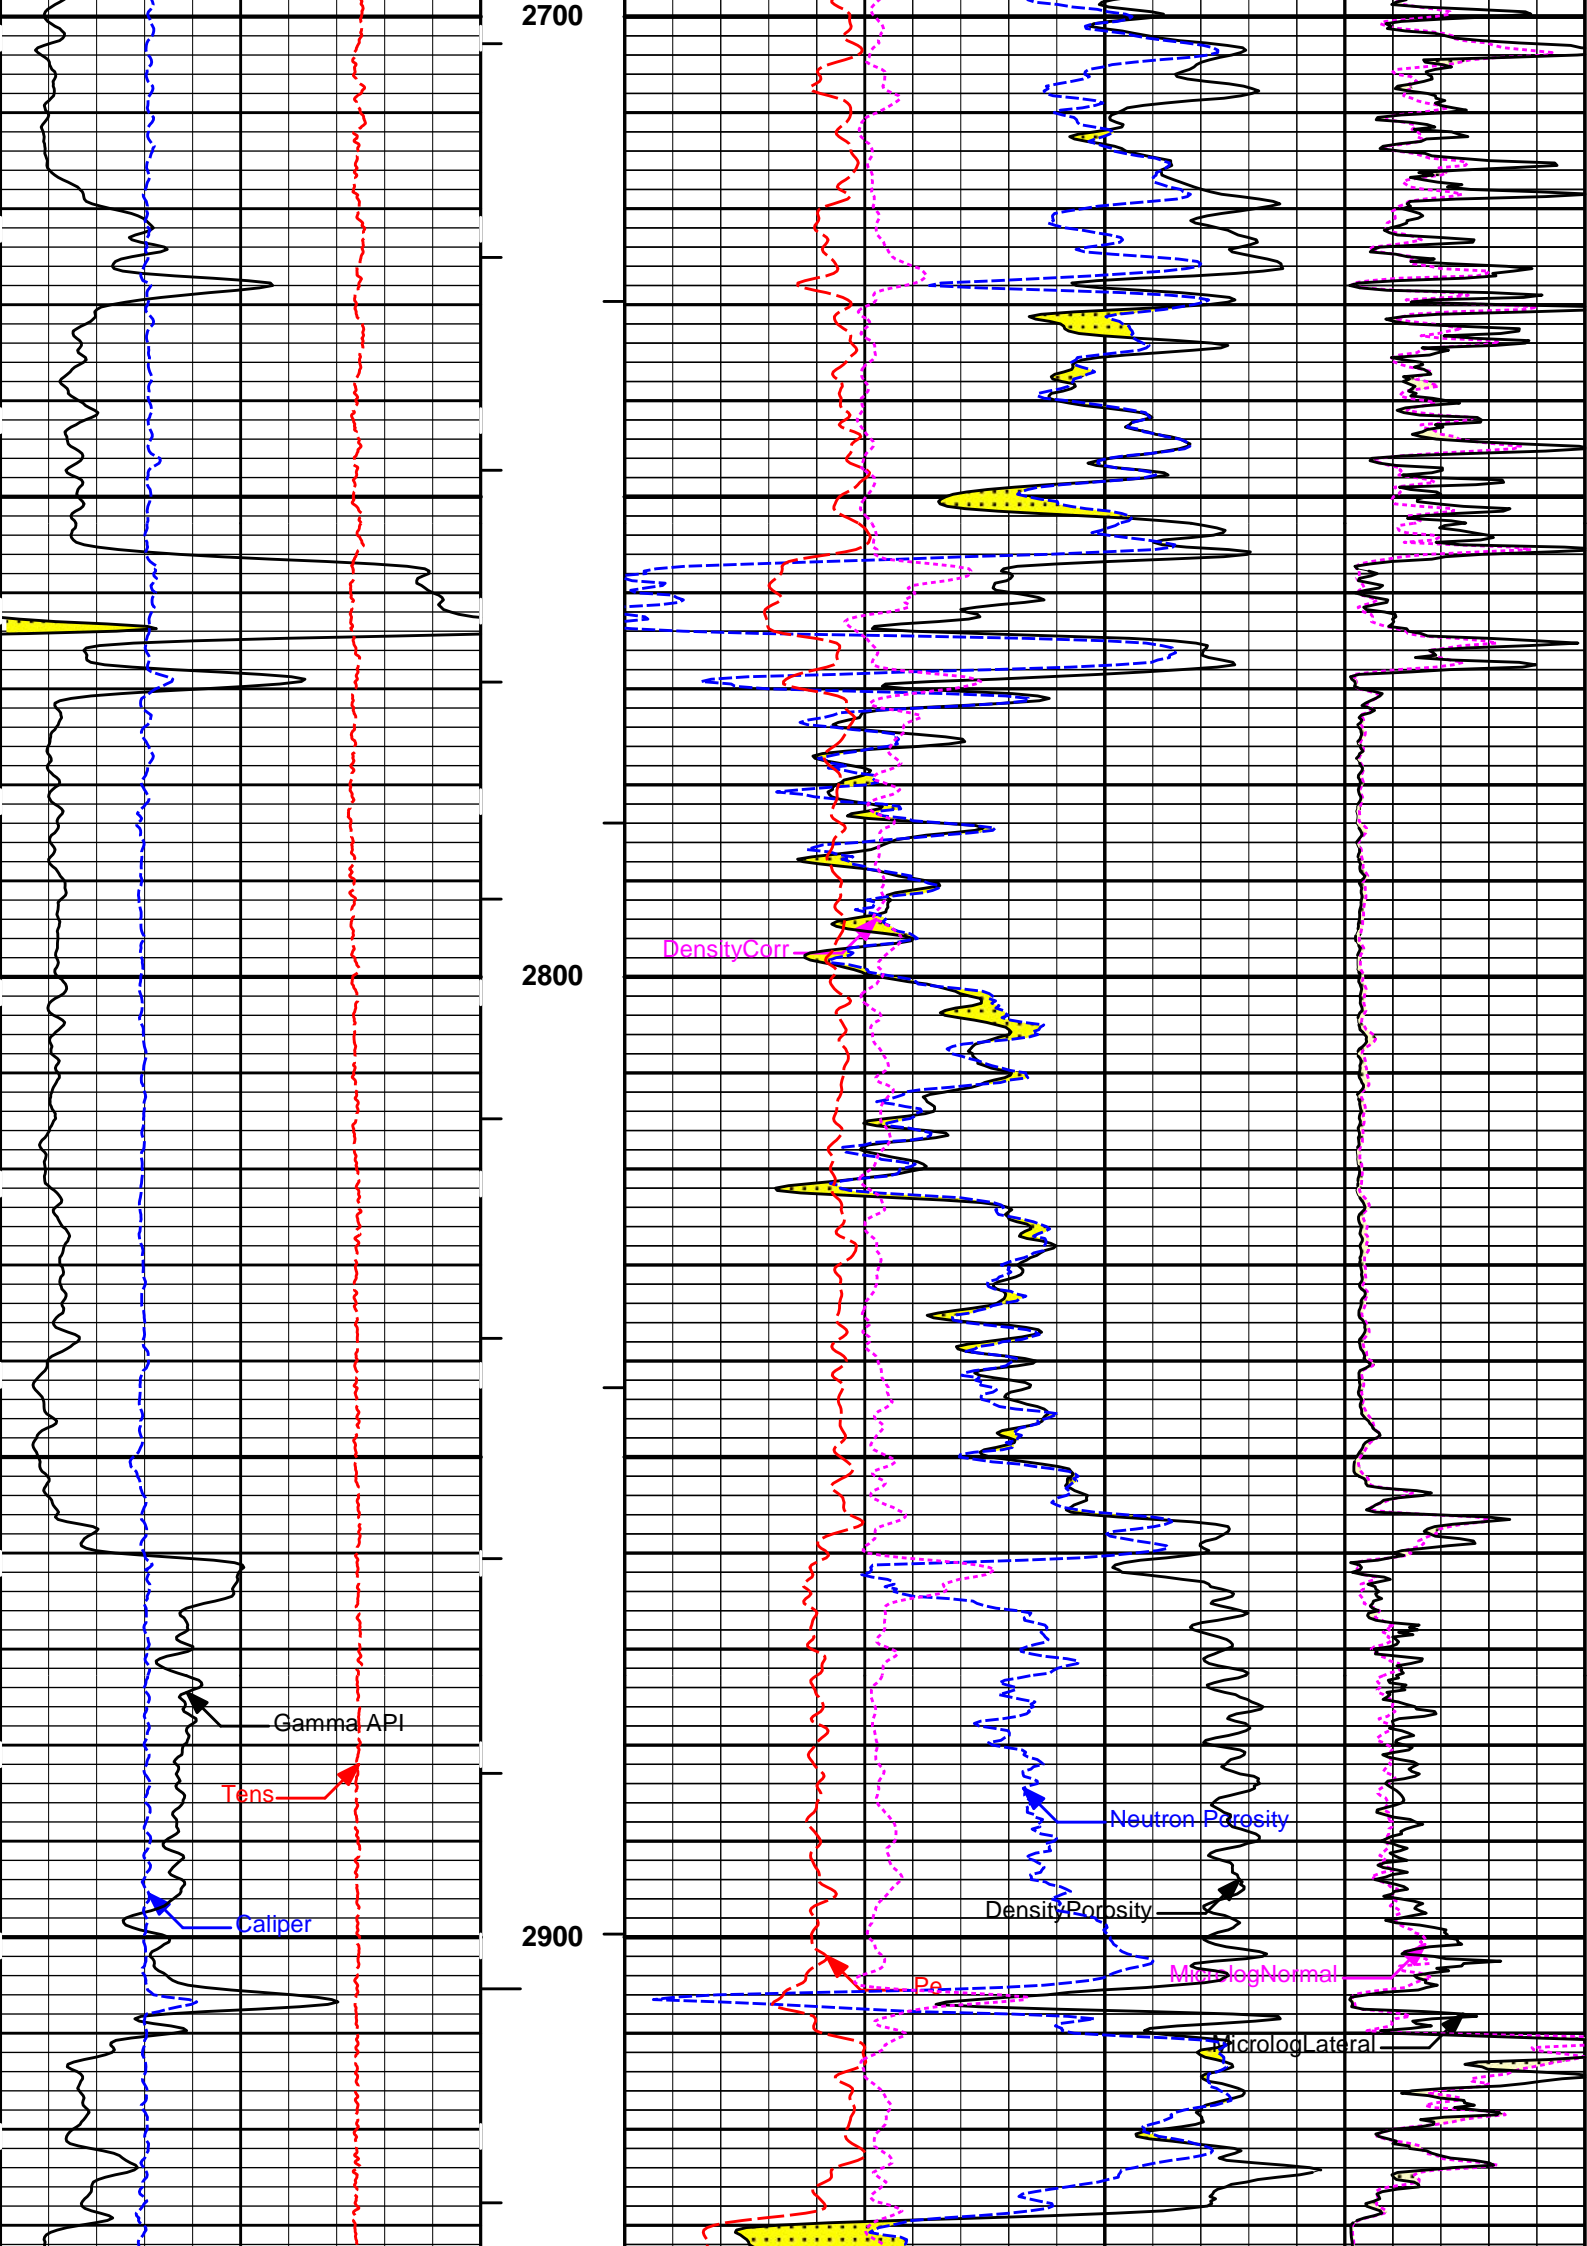 2700
DensityCorr
2800
Gamma API
Tens
Neutron Porosity
DensityPorosity
Caliper
2900
MicrologNormal
Pe
MicrologLateral